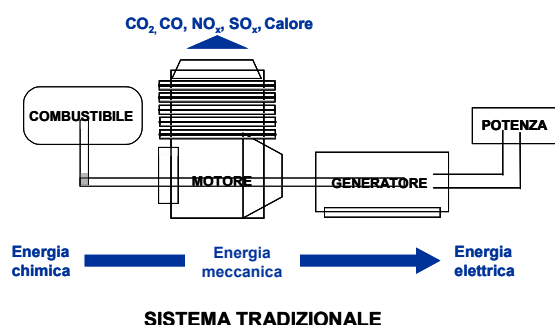 CO2, CO, NOx, SOx, Calore
COMBUSTIBILE
POTENZA
MOTORE
GENERATORE
Energia
chimica
Energia
meccanica
Energia
elettrica
SISTEMA TRADIZIONALE